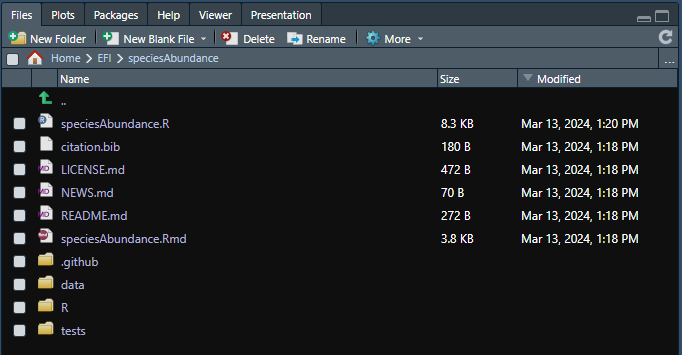 Files Plots Packages Help Viewer Presentation
New Folder New Blank File Delete Rename More
Home EFI speciesAbundance ...
Name Size Modified
..
speciesAbundance.R 8.3 KB Mar 13, 2024, 1:20 PM
citation.bib 180 B Mar 13, 2024, 1:18 PM
MD LICENSE.md 472 B Mar 13, 2024, 1:18 PM
MD NEWS.md 70 B Mar 13, 2024, 1:18 PM
MD README.md 272 B Mar 13, 2024, 1:18 PM
speciesAbundance.Rmd 3.8 KB Mar 13, 2024, 1:18 PM
.github
data
R
tests